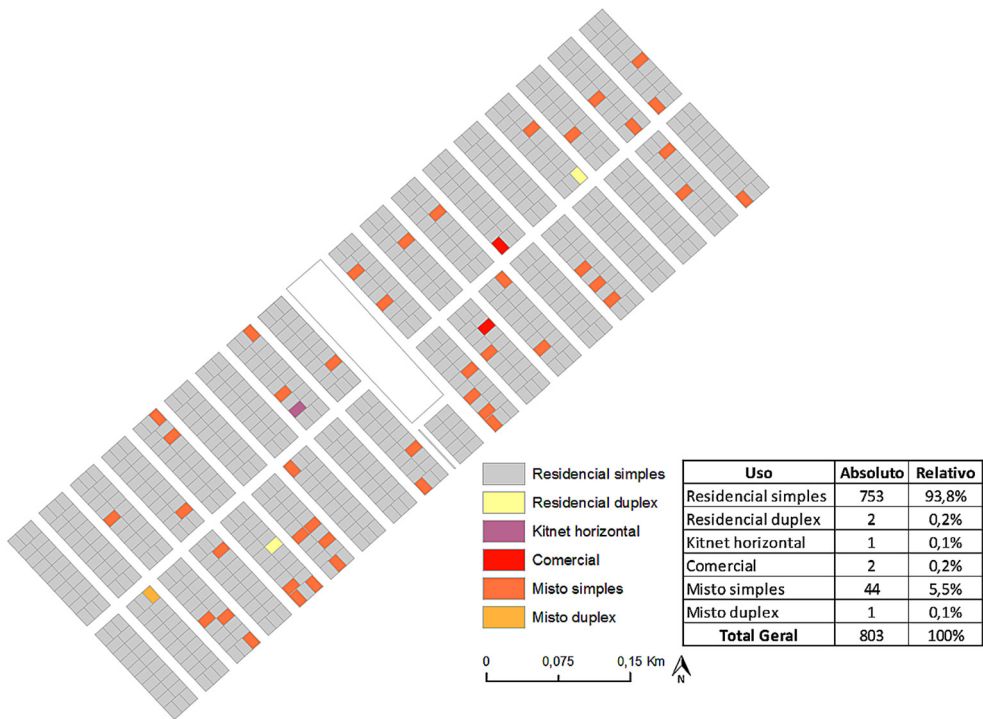 Residencial simples
Residencial duplex
Kitnet horizontal
Comercial
Misto simples
Misto duplex
Uso Absoluto Relativo
Residencial simples 753 93,8%
Residencial duplex 2 0,2%
Kitnet horizontal 1 0,1%
Comercial 2 0,2%
Misto simples 44 5,5%
Misto duplex 1 0,1%
Total Geral 803 100%
0 0,075 0,15 Km
N